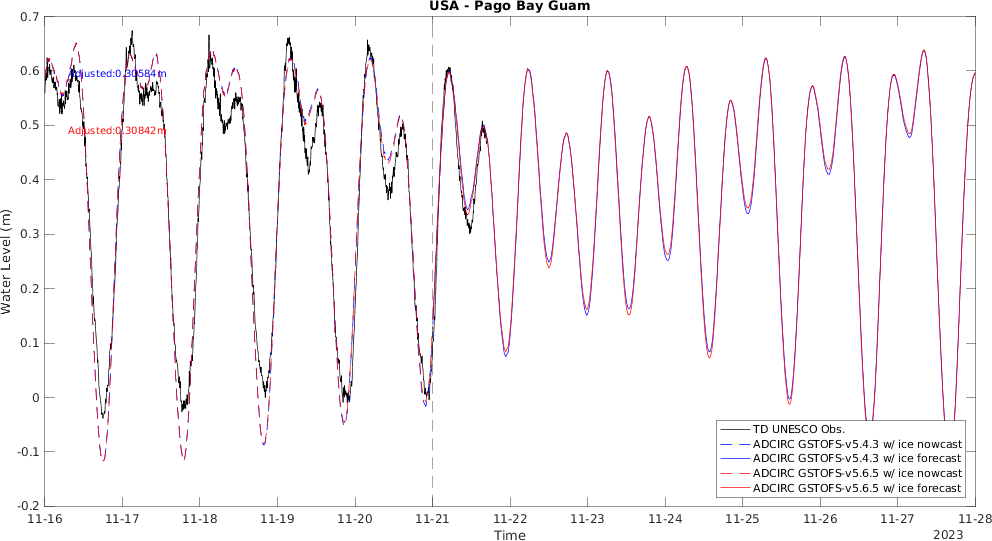 USA - Pago Bay Guam
0.7
0.6
0.5
0.4
0.3
0.2
0.1
0
-0.1
-0.2
Water Level (m)
Adjusted:0.30584m
Adjusted:0.30842m
TD UNESCO Obs.
ADCIRC GSTOFS-v5.4.3 w/ ice nowcast
ADCIRC GSTOFS-v5.4.3 w/ ice forecast
ADCIRC GSTOFS-v5.6.5 w/ ice nowcast
ADCIRC GSTOFS-v5.6.5 w/ ice forecast
11-16 11-17 11-18 11-19 11-20 11-21 11-22 11-23 11-24 11-25 11-26 11-27 11-28
Time
2023